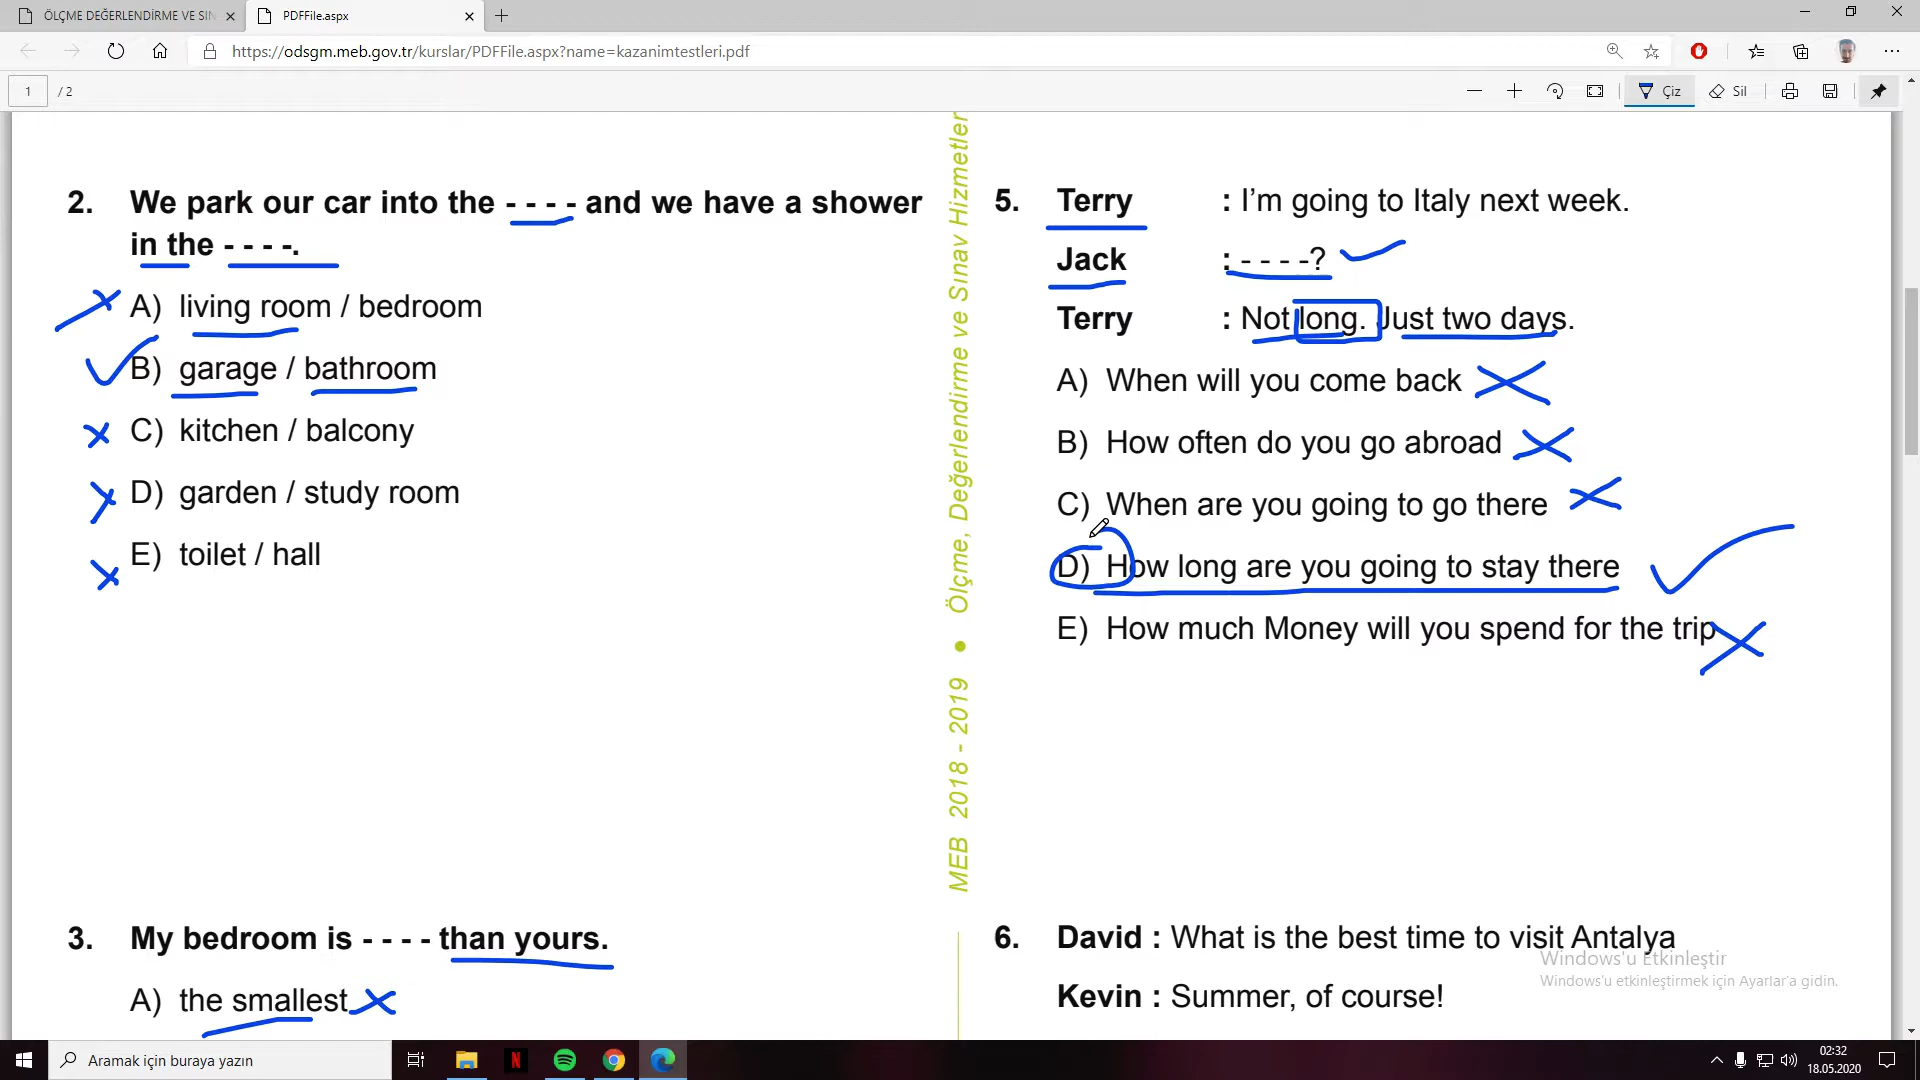 ÖLÇME DEĞERLENDİRME VE SIN
PDFFile.aspx
https://odsgm.meb.gov.tr/kurslar/PDFFile.aspx?name=kazanimtestleri.pdf
1 / 2
Çiz
Sil
2. We park our car into the - - - - and we have a shower
in the - - - -.
A) living room / bedroom
B) garage / bathroom
C) kitchen / balcony
D) garden / study room
E) toilet / hall
3. My bedroom is - - - - than yours.
A) the smallest
MEB 2018 - 2019 ● Ölçme, Değerlendirme ve Sınav Hizmetler
5. Terry : I'm going to Italy next week.
Jack : - - - -?
Terry : Not long. Just two days.
A) When will you come back
B) How often do you go abroad
C) When are you going to go there
D) How long are you going to stay there
E) How much Money will you spend for the trip
6. David : What is the best time to visit Antalya
Kevin : Summer, of course!
Windows'u Etkinleştir
Windows'u etkinleştirmek için Ayarlar'a gidin.
Aramak için buraya yazın
02:32
18.05.2020